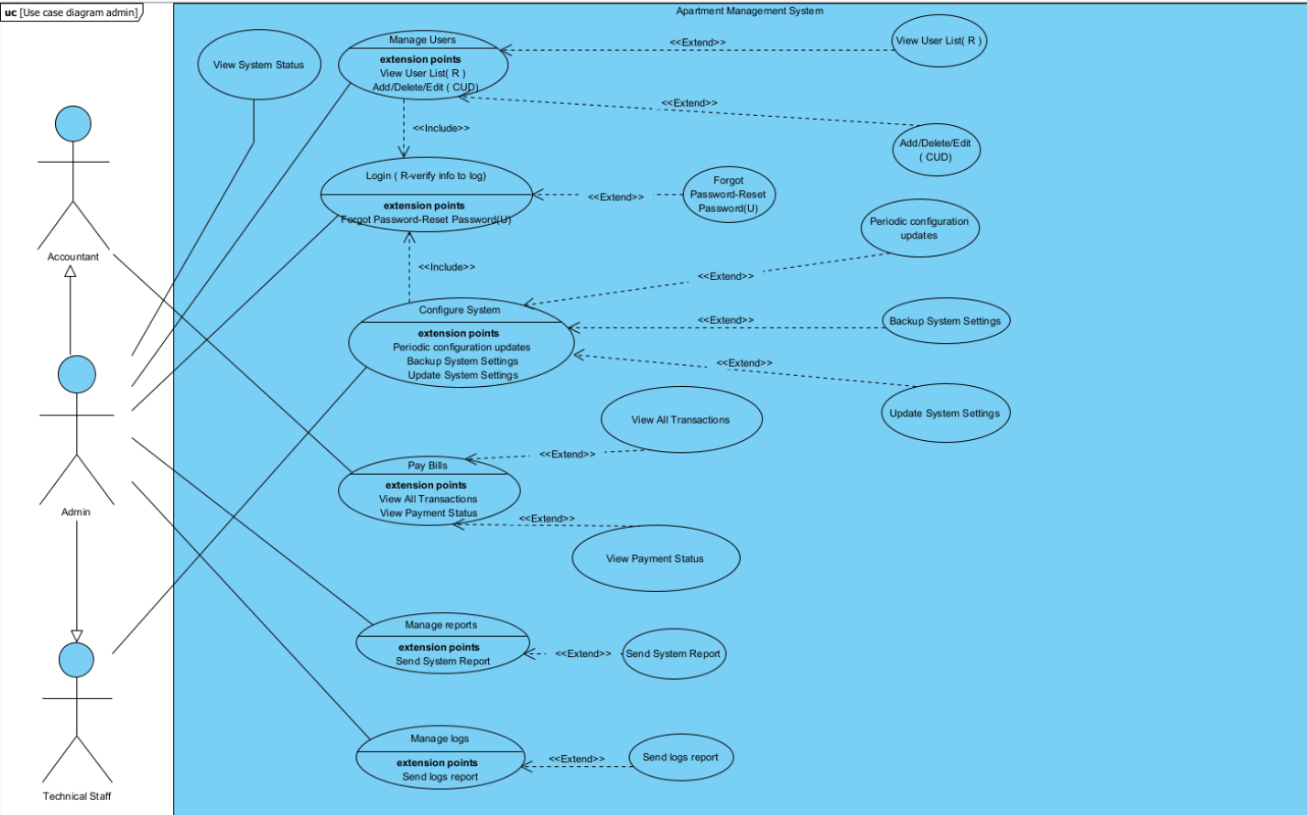 uc [Use case diagram admin]
Apartment Management System
View System Status
Manage Users
extension points
View User List( R )
Add/Delete/Edit ( CUD)
<<Extend>>
View User List( R )
<<Extend>>
Add/Delete/Edit
( CUD)
<<Include>>
Login ( R-verify info to log)
extension points
Forgot Password-Reset Password(U)
<<Extend>>
Forgot
Password-Reset
Password(U)
Periodic configuration
updates
Accountant
<<Include>>
<<Extend>>
Configure System
extension points
Periodic configuration updates
Backup System Settings
Update System Settings
<<Extend>>
Backup System Settings
<<Extend>>
Update System Settings
View All Transactions
<<Extend>>
Pay Bills
extension points
View All Transactions
View Payment Status
Admin
<<Extend>>
View Payment Status
Manage reports
extension points
Send System Report
<<Extend>>
Send System Report
Manage logs
extension points
Send logs report
<<Extend>>
Send logs report
Technical Staff